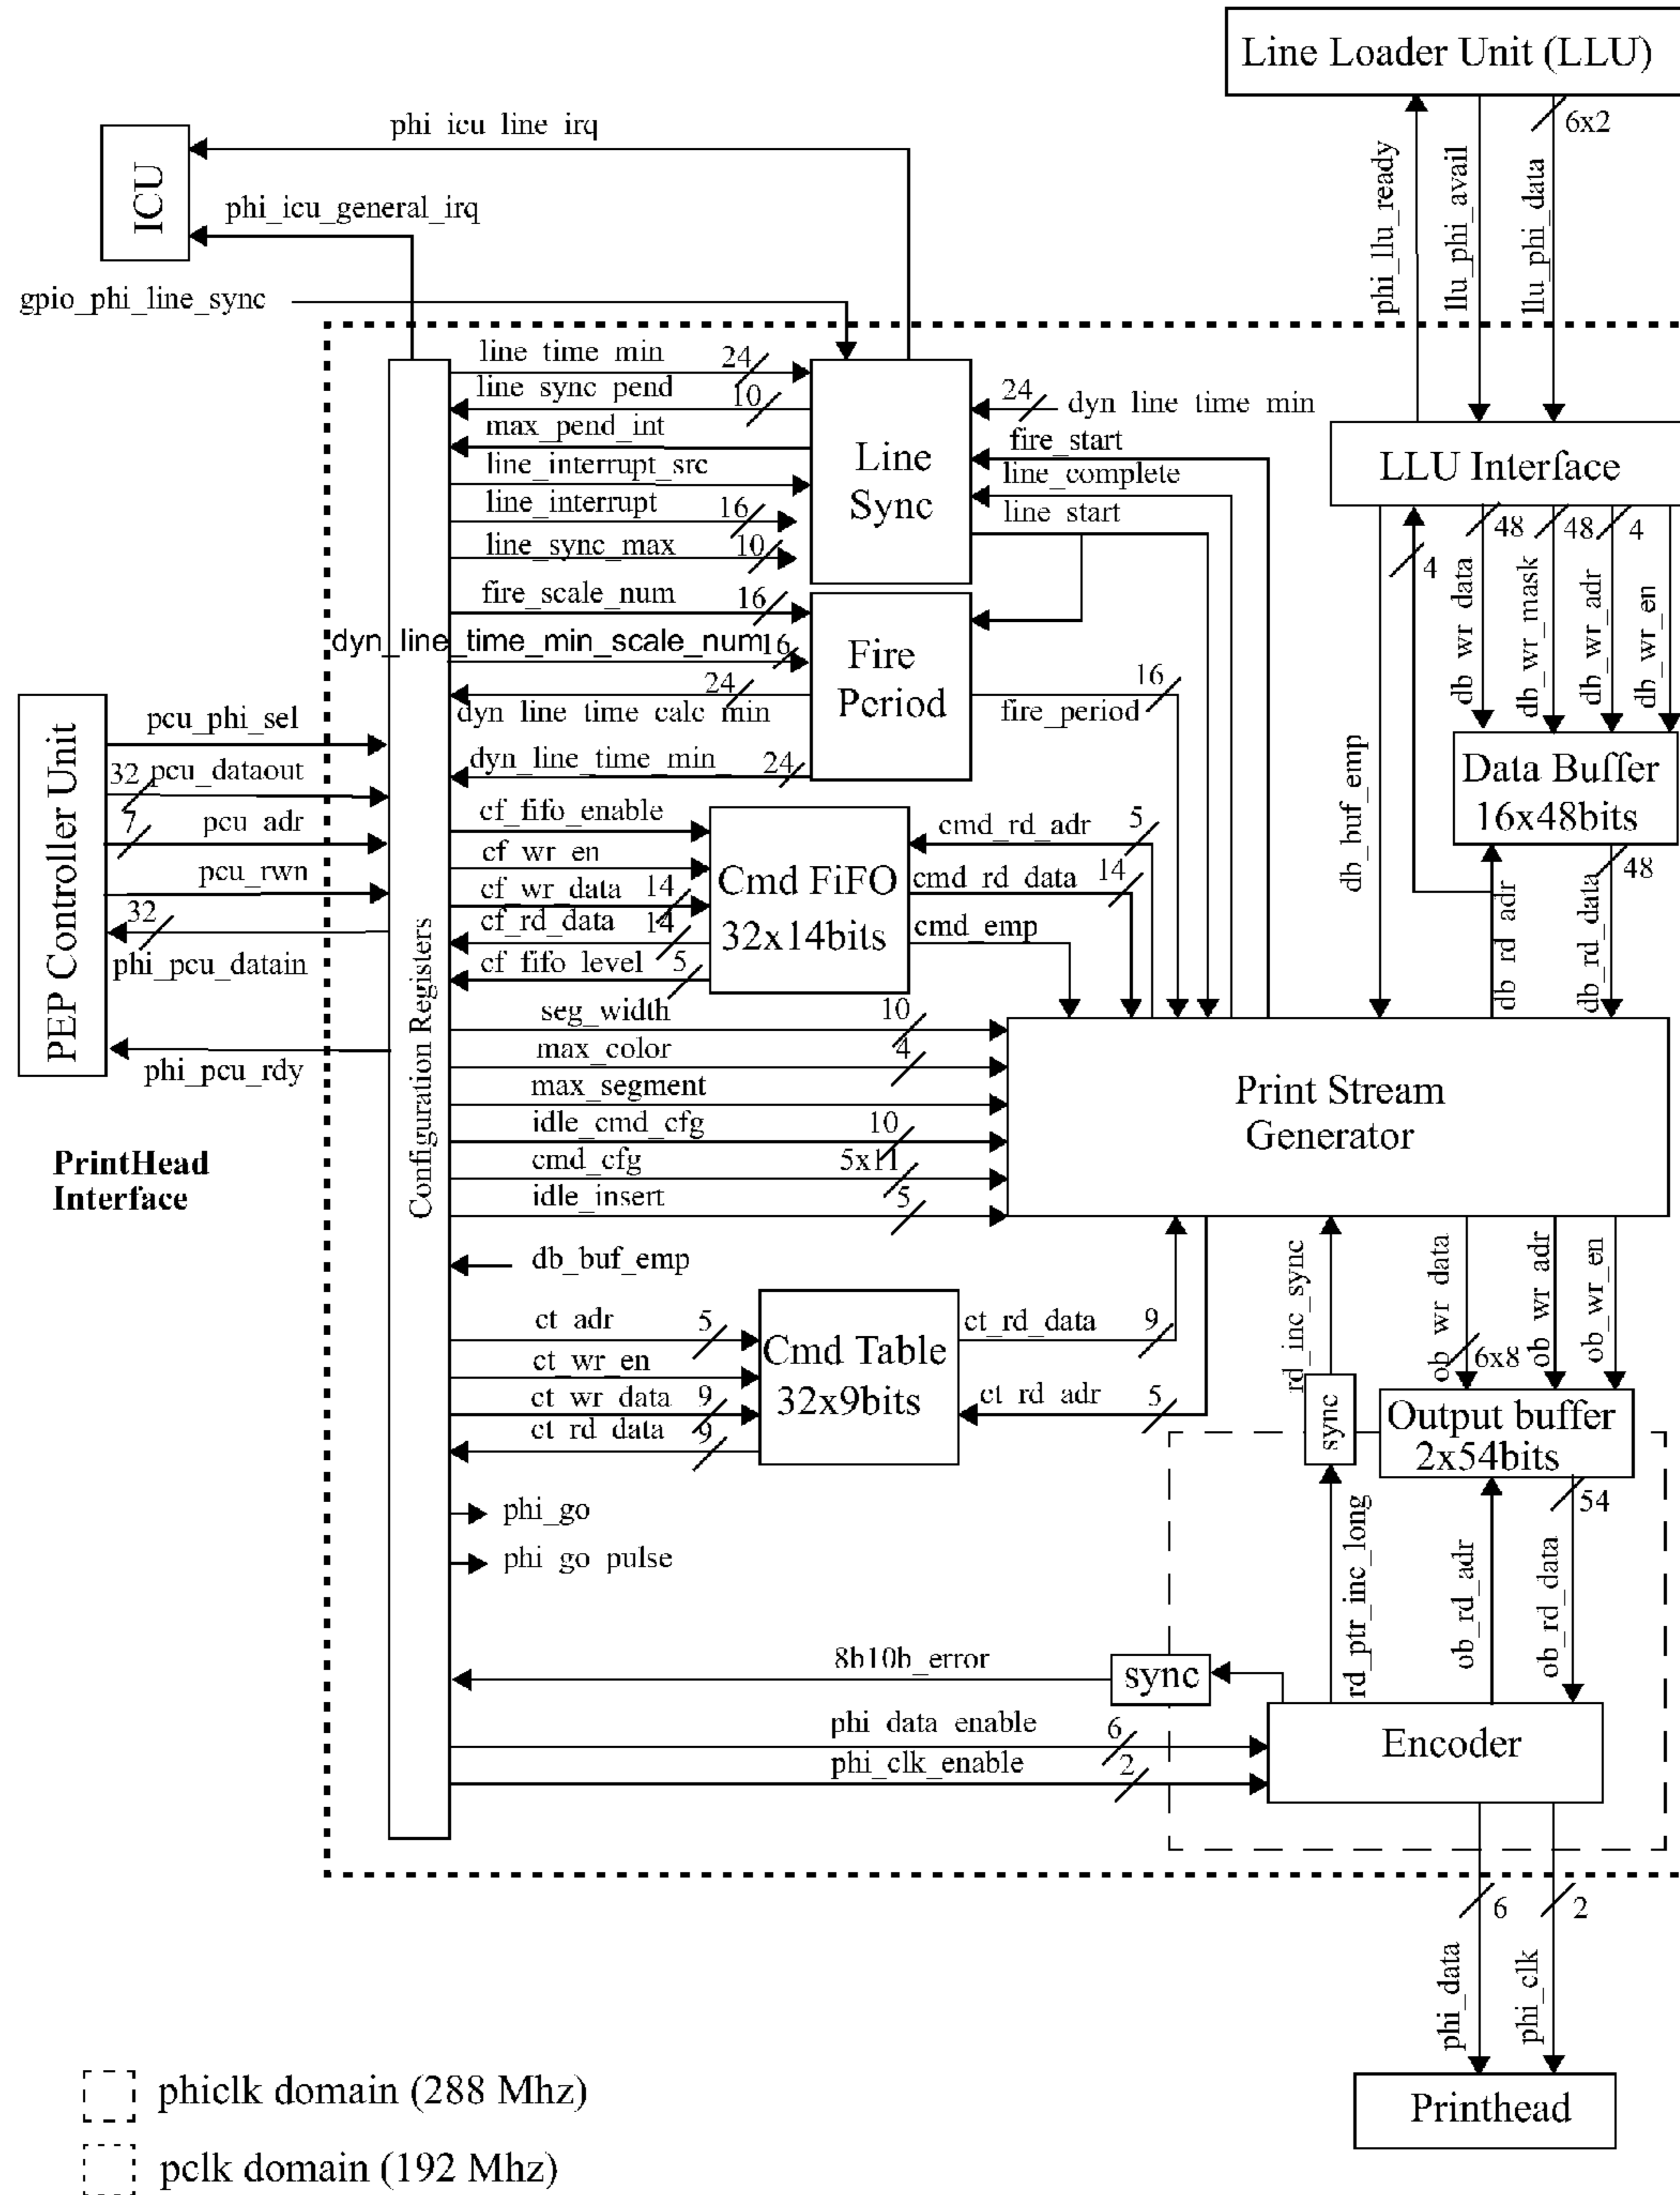 Line Loader Unit (LLU)
6x2
phi_llu_ready
llu_phi_avail
llu_phi_data
phi icu line irq
ICU
phi_icu_general_irq
gpio_phi_line_sync
line time min
24
line sync pend
10
max_pend_int
line_interrupt_src
line_interrupt
16
line_sync_max
10
Line
Sync
24
dyn line time min
fire_start
line_complete
line start
LLU Interface
4
48
48
4
db wr data
db_wr_mask
db_wr_adr
db_wr_en
fire_scale_num
16
dyn_line_time_min_scale_num
16
24
dyn line time calc min
dyn_line_time_min_
24
Fire
Period
16
fire_period
db_buf_emp
Data Buffer
16x48bits
48
db rd adr
db_rd_data
PEP Controller Unit
pcu_phi_sel
32
pcu_dataout
7
pcu adr
pcu_rwn
32
phi_pcu_datain
phi_pcu_rdy
Configuration Registers
cf_fifo_enable
cf wr en
cf_wr_data
14
cf_rd_data
14
cf fifo level
5
Cmd FiFO
32x14bits
cmd_rd_adr
5
cmd rd data
14
cmd_emp
seg_width
10
max_color
4
max_segment
idle_cmd_cfg
10
cmd_cfg
5x11
idle_insert
5
Print Stream
Generator
PrintHead
Interface
db_buf_emp
ct adr
5
ct_wr_en
ct wr data
9
ct rd data
9
Cmd Table
32x9bits
ct_rd_data
9
ct rd adr
5
rd_inc_sync
ob wr data
6x8
ob wr adr
ob_wr_en
sync
Output buffer
2x54bits
54
phi_go
phi go pulse
rd_ptr_inc_long
ob_rd_adr
ob_rd_data
8b10b_error
sync
phi data enable
6
phi_clk_enable
2
Encoder
6
2
phi_data
phi_clk
Printhead
phiclk domain (288 Mhz)
pclk domain (192 Mhz)